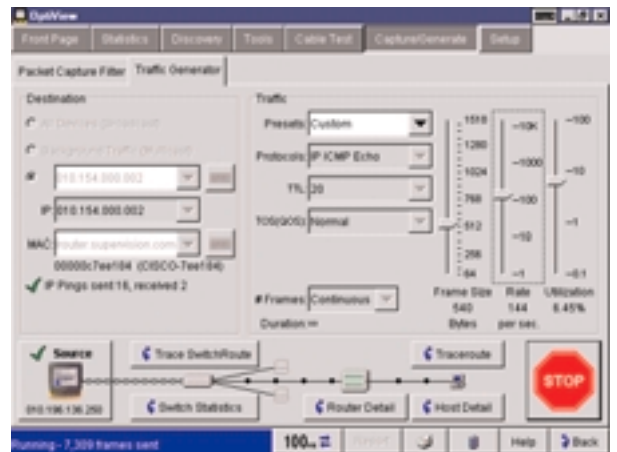 OptiView
Front Page Statistics Discovery Tools Cable Test Capture/Generate Setup
Packet Capture Filter Traffic Generator
Destination
Traffic
Presets: Custom
Protocols: IP ICMP Echo
TTL: 20
TOS(QOS): Normal
010.154.000.002
IP: 010.154.000.002
MAC: router.supervision.com
00000c7ee184 (CISCO-7ee184)
IP Pings sent 16, received 2
# Frames: Continuous
Duration:
1518
1280
1024
768
512
256
64
10K
1000
100
10
1
100
10
1
0.1
Frame Size
540
Bytes
Rate
144
per sec.
Utilization
6.45%
Source
010.196.136.250
Trace SwitchRoute
Traceroute
Switch Statistics
Router Detail
Host Detail
STOP
Running - 7,309 frames sent
100
Help
Back